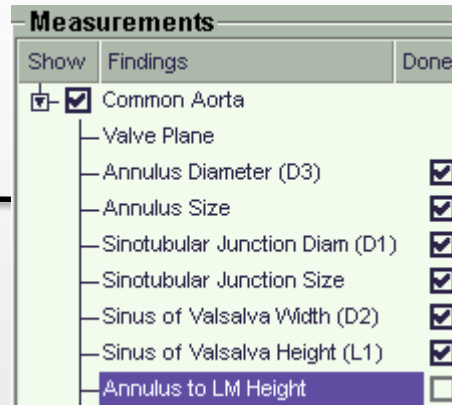 Measurements
Show Findings Done
Common Aorta
Valve Plane
Annulus Diameter (D3)
Annulus Size
Sinotubular Junction Diam (D1)
Sinotubular Junction Size
Sinus of Valsalva Width (D2)
Sinus of Valsalva Height (L1)
Annulus to LM Height